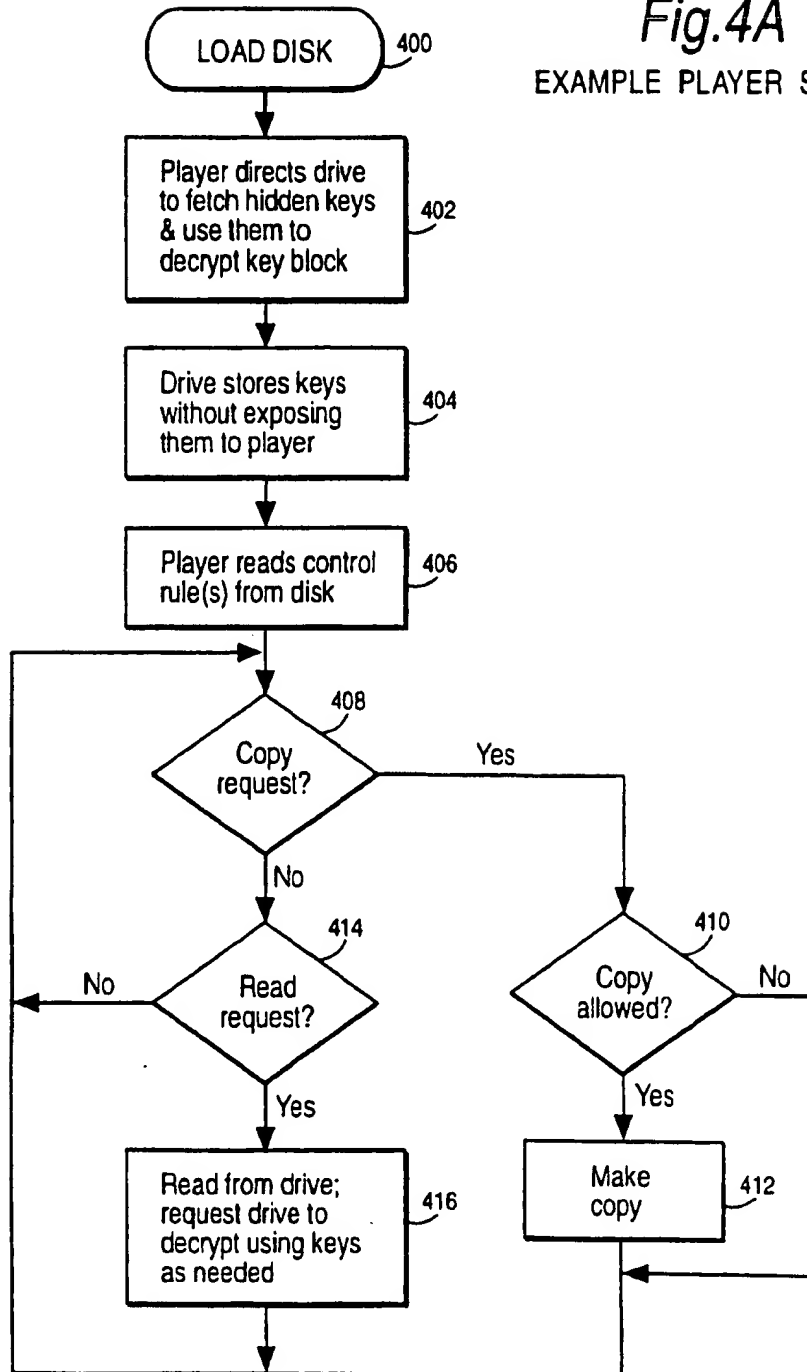 Fig.4A
EXAMPLE PLAYER S
LOAD DISK
400
Player directs drive
to fetch hidden keys
& use them to
decrypt key block
402
Drive stores keys
without exposing
them to player
404
Player reads control
rule(s) from disk
406
408
Copy
request?
Yes
No
414
Read
request?
No
Yes
410
Copy
allowed?
No
Yes
Read from drive;
request drive to
decrypt using keys
as needed
416
Make
copy
412